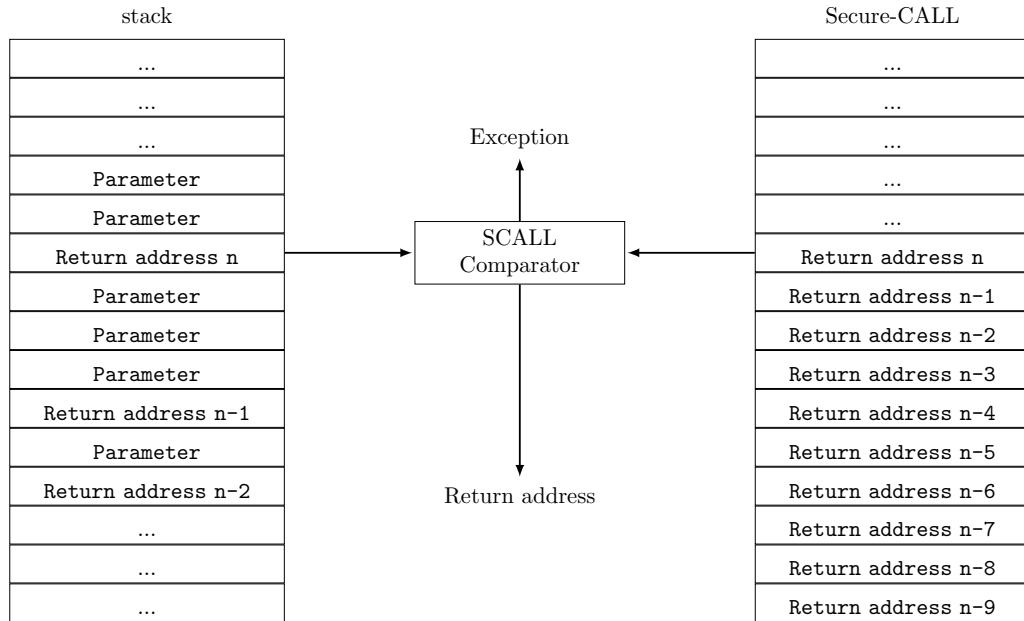 stack
...
...
...
Parameter
Parameter
Return address n
Parameter
Parameter
Parameter
Return address n-1
Parameter
Return address n-2
...
...
...
Exception
SCALL
Comparator
Return address
Secure-CALL
...
...
...
...
...
Return address n
Return address n-1
Return address n-2
Return address n-3
Return address n-4
Return address n-5
Return address n-6
Return address n-7
Return address n-8
Return address n-9